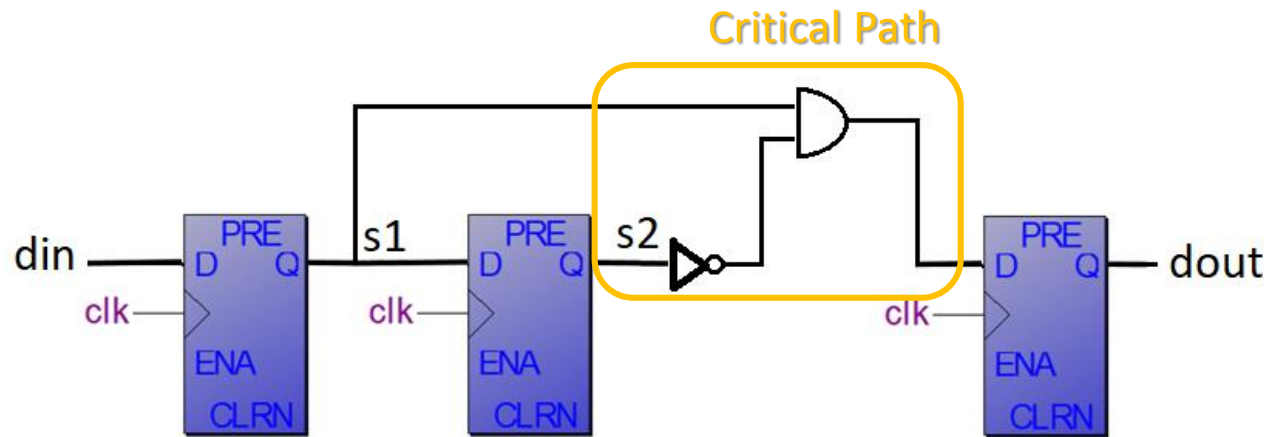 Critical Path
din
D
PRE
Q
clk
ENA
CLRN
s1
D
PRE
Q
clk
ENA
CLRN
s2
D
PRE
Q
clk
ENA
CLRN
dout